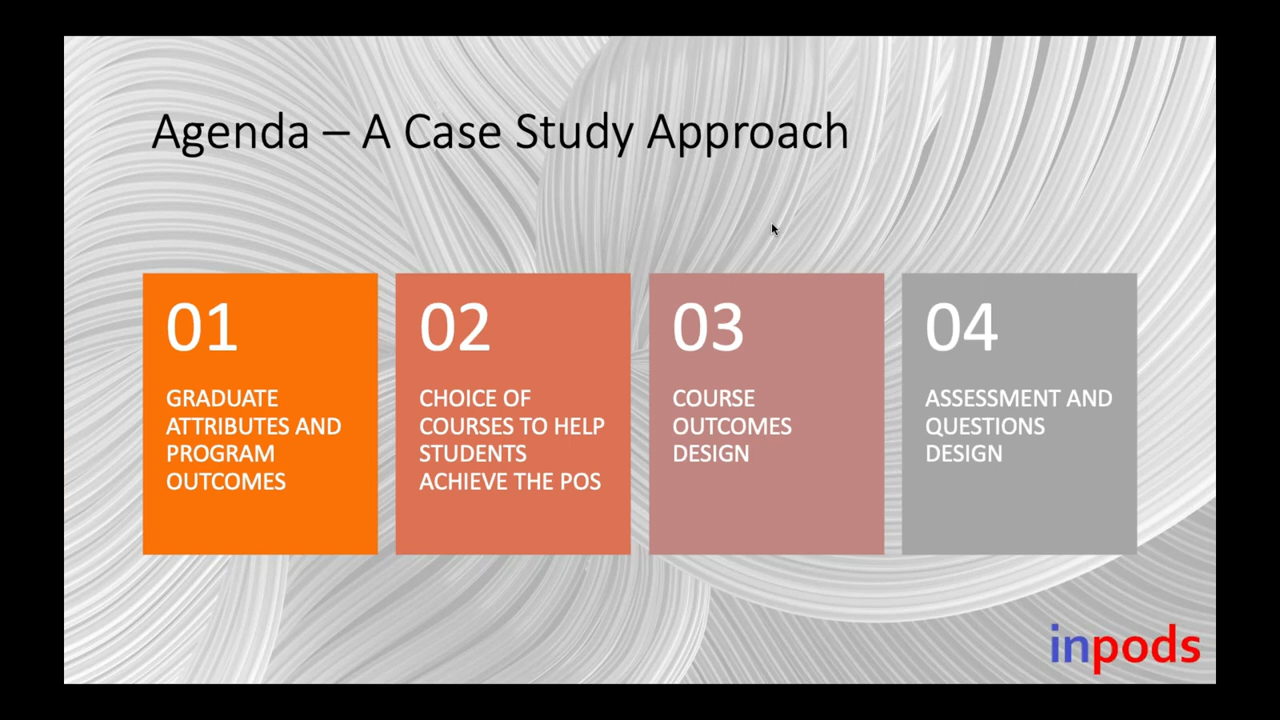 Agenda – A Case Study Approach
01
GRADUATE
ATTRIBUTES AND
PROGRAM
OUTCOMES
02
CHOICE OF
COURSES TO HELP
STUDENTS
ACHIEVE THE POS
03
COURSE
OUTCOMES
DESIGN
04
ASSESSMENT AND
QUESTIONS
DESIGN
inpods